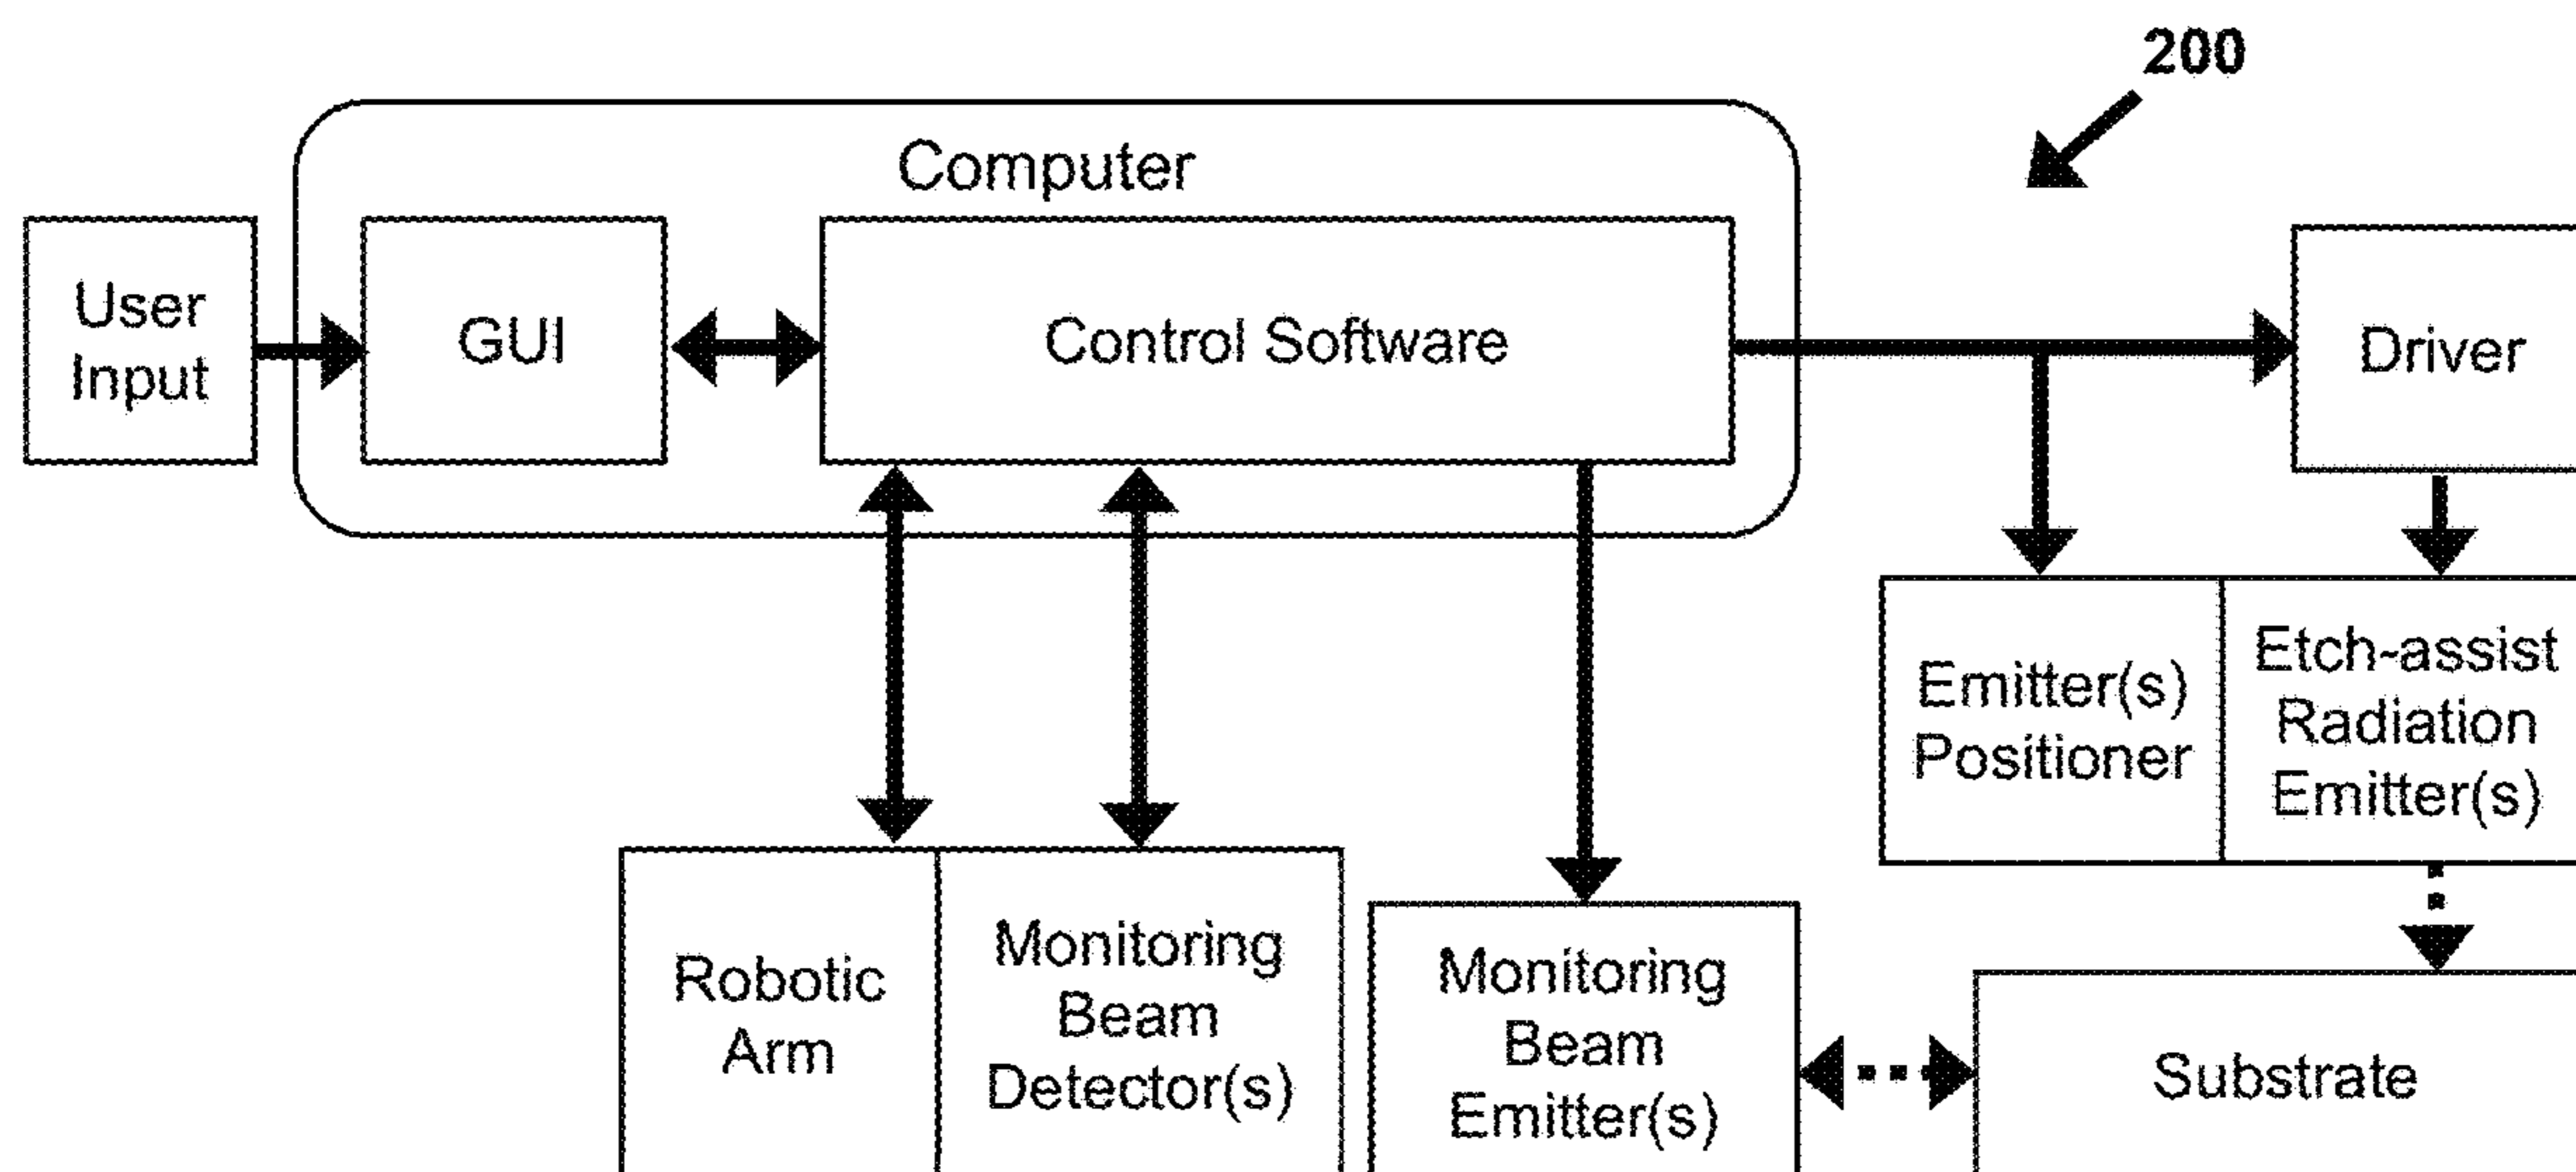 200
Computer
User
Input
GUI
Control Software
Driver
Emitter(s)
Positioner
Etch-assist
Radiation
Emitter(s)
Robotic
Arm
Monitoring
Beam
Detector(s)
Monitoring
Beam
Emitter(s)
Substrate